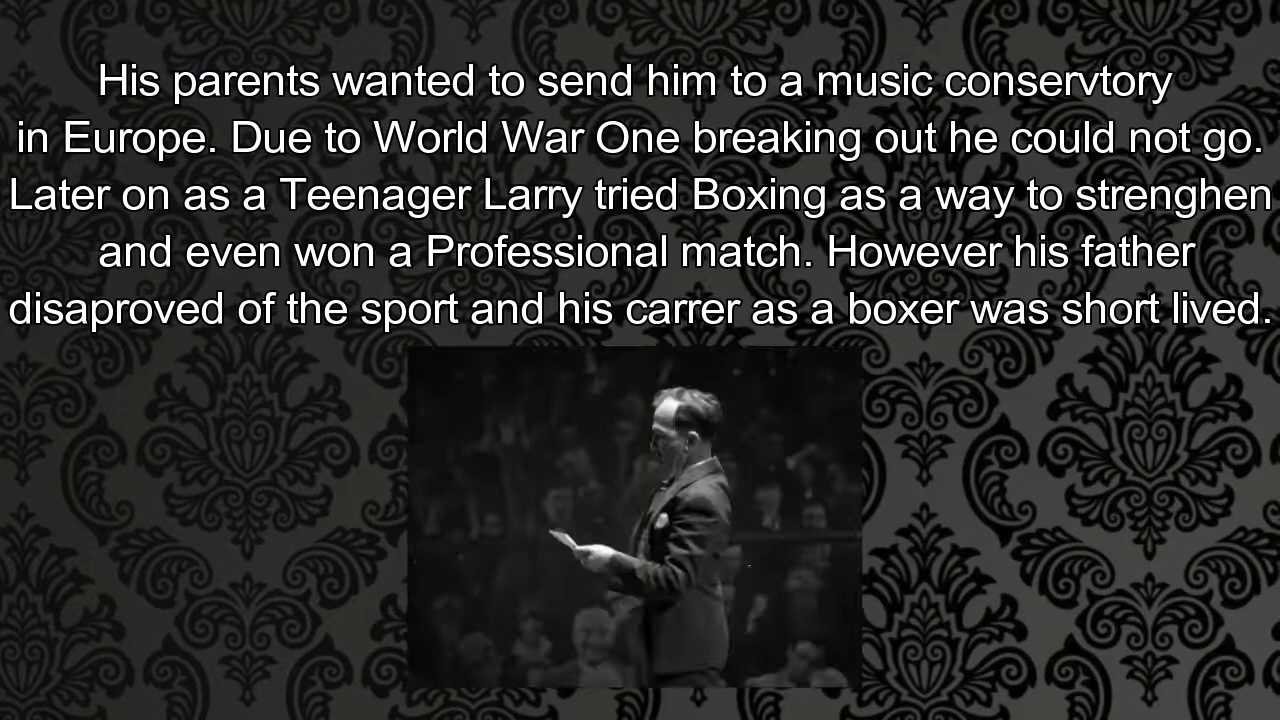 His parents wanted to send him to a music conservtory
in Europe. Due to World War One breaking out he could not go.
Later on as a Teenager Larry tried Boxing as a way to strenghen
and even won a Professional match. However his father
disaproved of the sport and his carrer as a boxer was short lived.